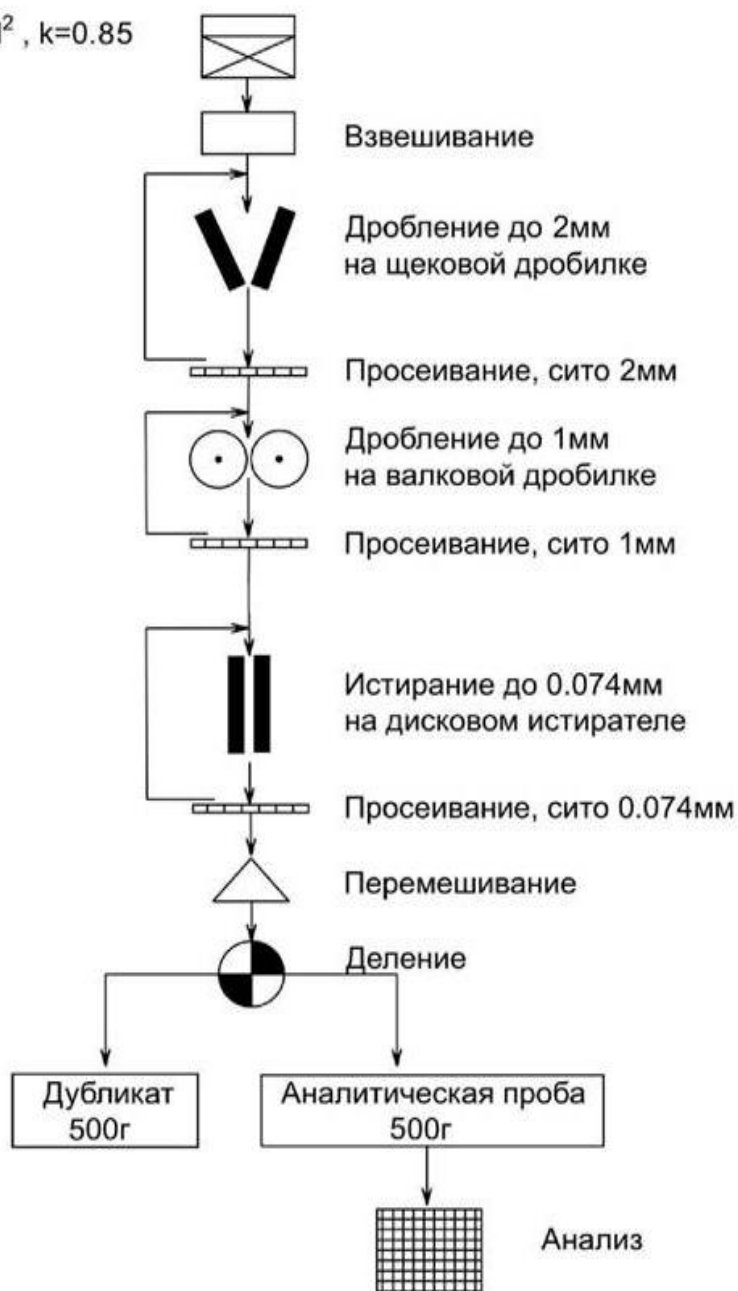 ², k=0.85
Взвешивание
Дробление до 2мм
на щековой дробилке
Просеивание, сито 2мм
Дробление до 1мм
на валковой дробилке
Просеивание, сито 1мм
Истирание до 0.074мм
на дисковом истирателе
Просеивание, сито 0.074мм
Перемешивание
Деление
Дубликат
500г
Аналитическая проба
500г
Анализ